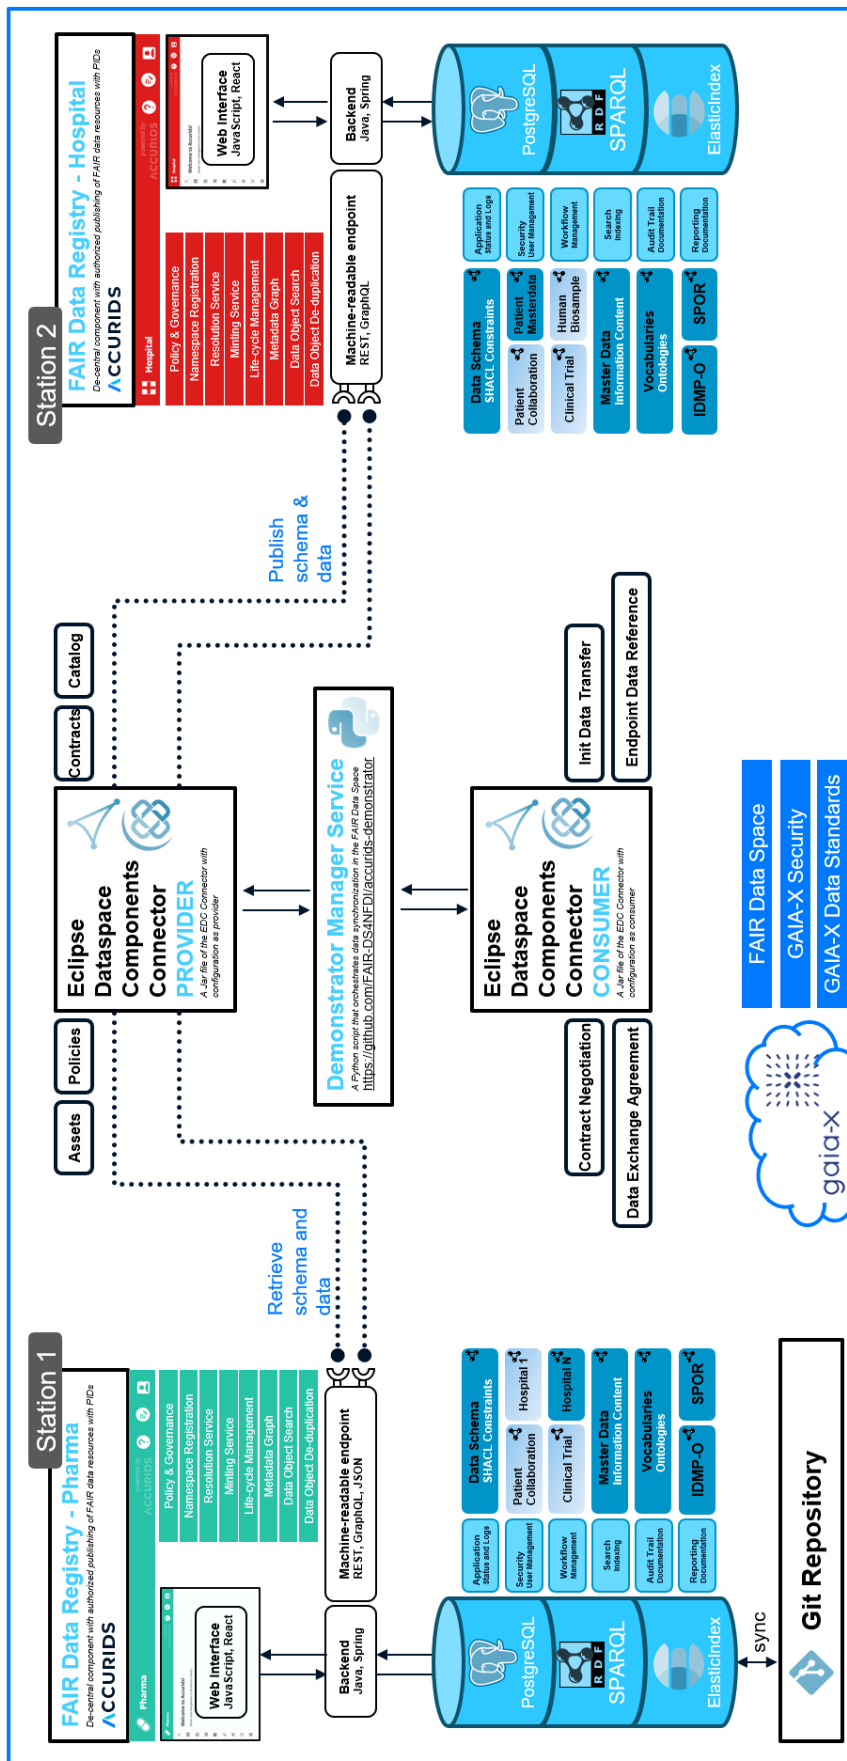 Station 1
FAIR Data Registry - Pharma
De-central component with authorized publishing of FAIR data resources with PIDs
ACCURIDS
Pharma
powered by
ACCURIDS
Welcome to Accurids!
Web Interface
JavaScript, React
Policy & Governance
Namespace Registration
Resolution Service
Minting Service
Life-cycle Management
Metadata Graph
Data Object Search
Data Object De-duplication
Backend
Java, Spring
Machine-readable endpoint
REST, GraphQL, JSON
PostgreSQL
RDF
SPARQL
ElasticIndex
Application
Status and Logs
Security
User Management
Workflow
Management
Search
Indexing
Audit Trail
Documentation
Reporting
Documentation
Data Schema
SHACL Constraints
Patient
Collaboration
Hospital 1
Clinical Trial
Hospital N
Master Data
Information Content
Vocabularies
Ontologies
IDMP-O
SPOR
sync
Git Repository
Retrieve
schema and
data
Assets
Policies
Contracts
Catalog
Eclipse
Dataspace
Components
Connector
PROVIDER
A Jar file of the EDC Connector with
configuration as provider
Demonstrator Manager Service
A Python script that orchestrates data synchronization in the FAIR Data Space
https://github.com/FAIR-DS4NFDI/accurids-demonstrator
Eclipse
Dataspace
Components
Connector
CONSUMER
A Jar file of the EDC Connector with
configuration as consumer
Contract Negotiation
Data Exchange Agreement
Init Data Transfer
Endpoint Data Reference
gaia-x
FAIR Data Space
GAIA-X Security
GAIA-X Data Standards
Publish
schema &
data
Station 2
FAIR Data Registry - Hospital
De-central component with authorized publishing of FAIR data resources with PIDs
ACCURIDS
Hospital
powered by
ACCURIDS
Policy & Governance
Namespace Registration
Resolution Service
Minting Service
Life-cycle Management
Metadata Graph
Data Object Search
Data Object De-duplication
Hospital
Welcome to Accurids!
Web Interface
JavaScript, React
Machine-readable endpoint
REST, GraphQL
Backend
Java, Spring
Data Schema
SHACL Constraints
Patient
Collaboration
Patient
Masterdata
Clinical Trial
Human
Biosample
Master Data
Information Content
Vocabularies
Ontologies
IDMP-O
SPOR
Application
Status and Logs
Security
User Management
Workflow
Management
Search
Indexing
Audit Trail
Documentation
Reporting
Documentation
PostgreSQL
RDF
SPARQL
ElasticIndex